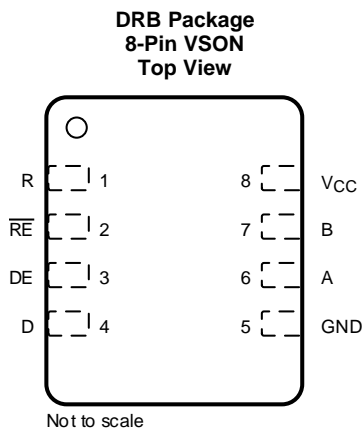 DRB Package
8-Pin VSON
Top View
R 1 8 VCC
RE 2 7 B
DE 3 6 A
D 4 5 GND
Not to scale